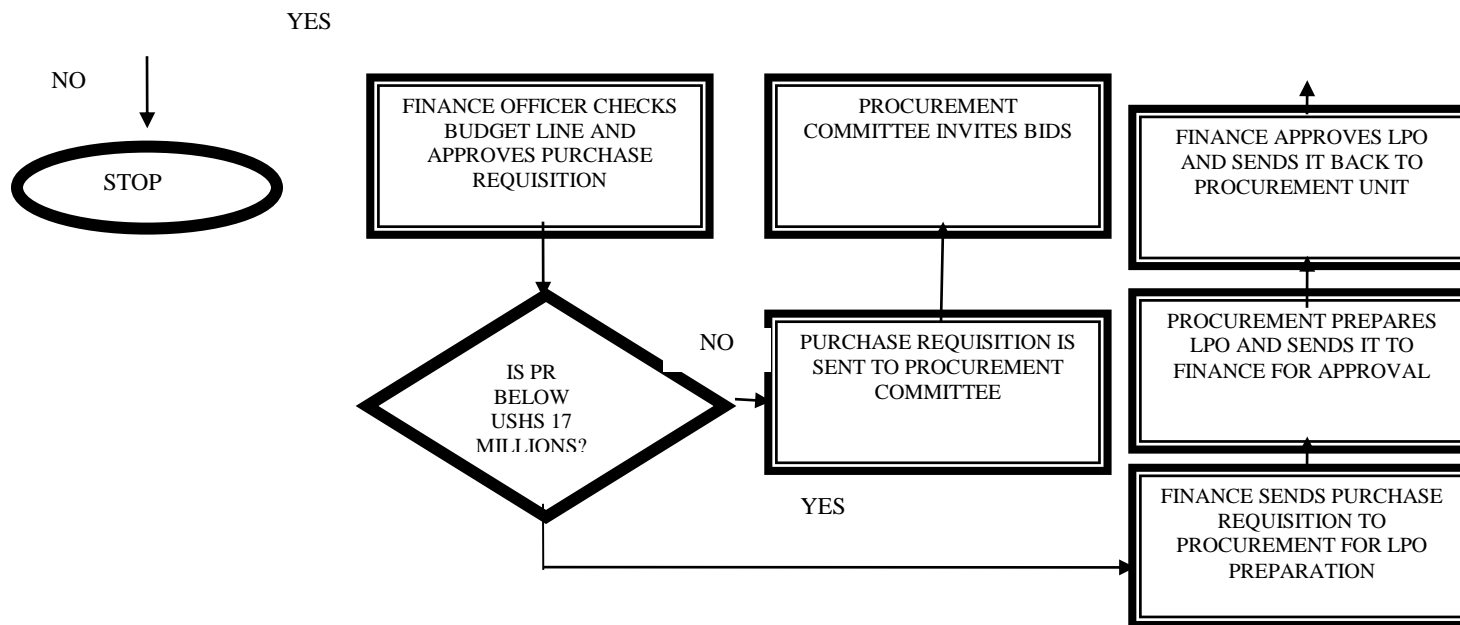 YES
NO
STOP
FINANCE OFFICER CHECKS
BUDGET LINE AND
APPROVES PURCHASE
REQUISITION
PROCUREMENT
COMMITTEE INVITES BIDS
FINANCE APPROVES LPO
AND SENDS IT BACK TO
PROCUREMENT UNIT
IS PR
BELOW
USHS 17
MILLIONS?
NO
PURCHASE REQUISITION IS
SENT TO PROCUREMENT
COMMITTEE
PROCUREMENT PREPARES
LPO AND SENDS IT TO
FINANCE FOR APPROVAL
YES
FINANCE SENDS PURCHASE
REQUISITION TO
PROCUREMENT FOR LPO
PREPARATION